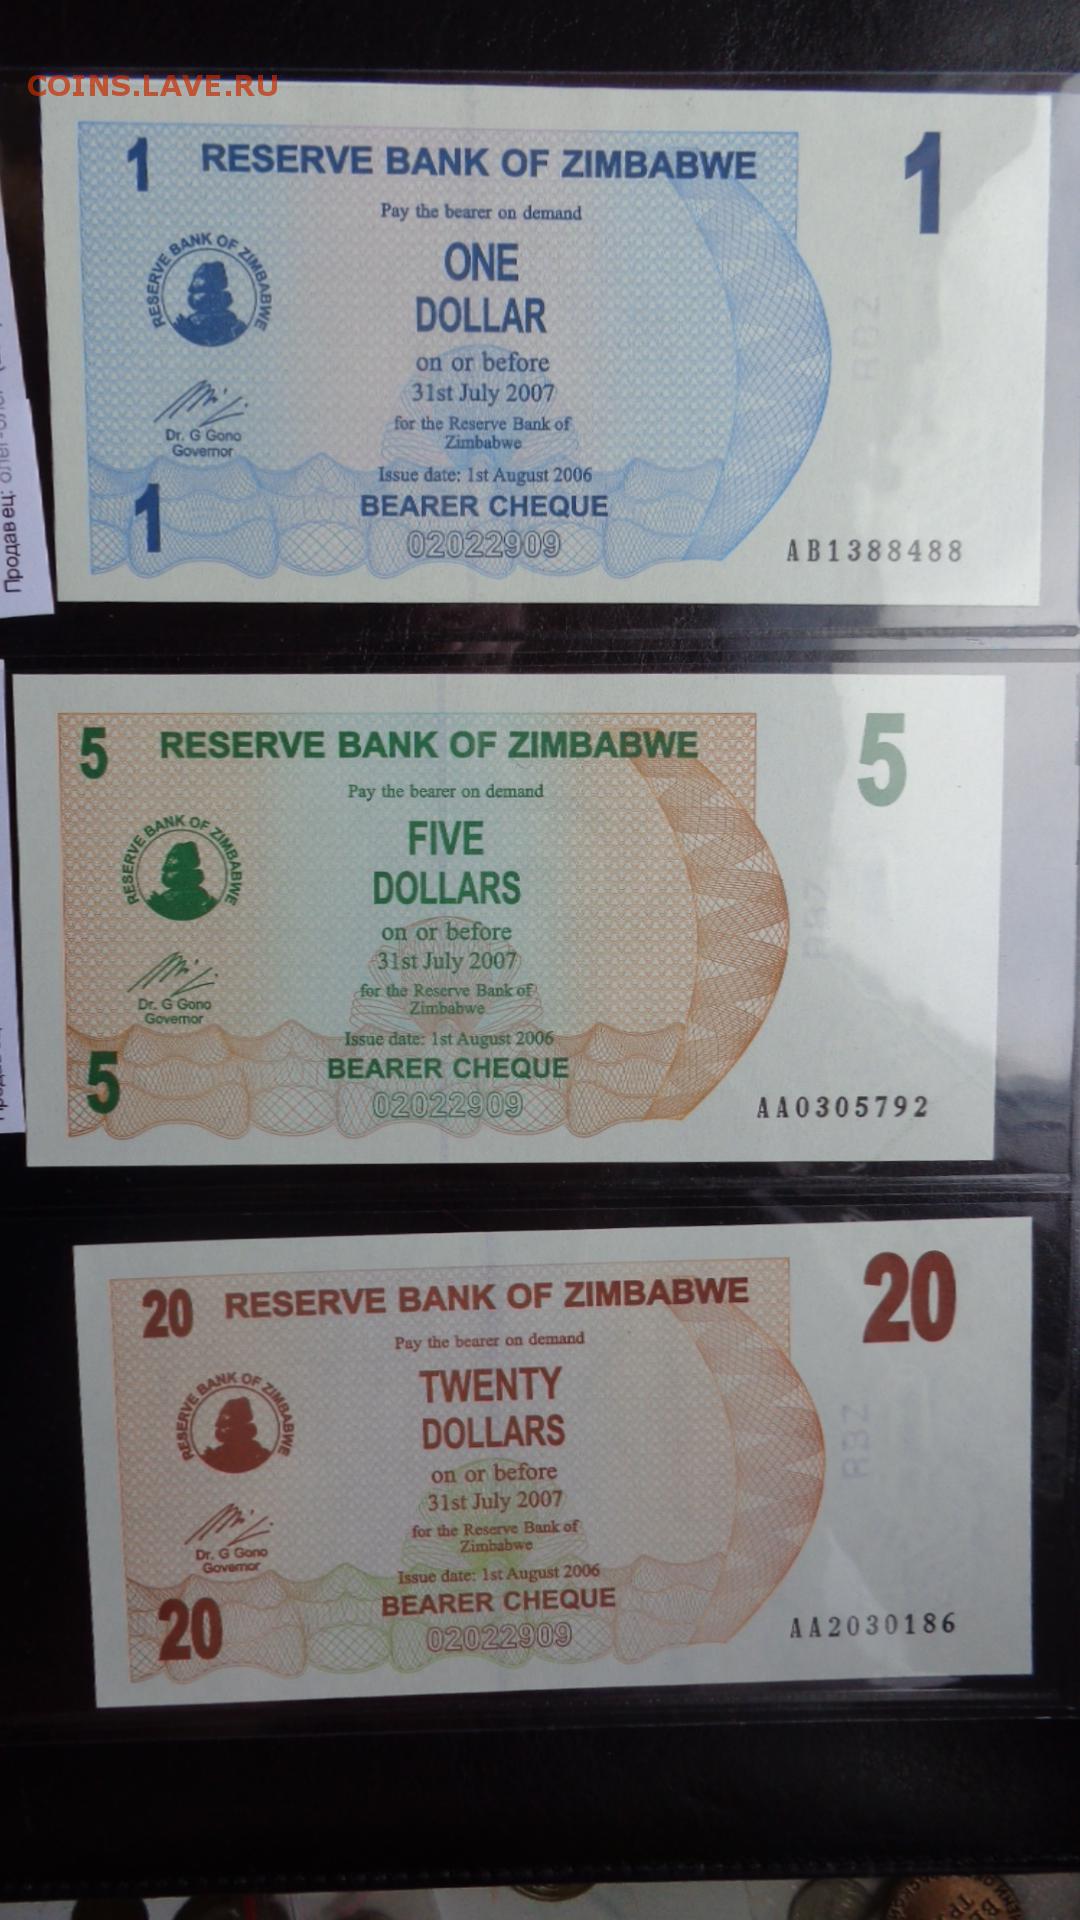 COINS.LAVE.RU
1 RESERVE BANK OF ZIMBABWE 1
Pay the bearer on demand
RESERVE BANK OF ZIMBABWE
ONE
DOLLAR
on or before
31st July 2007
for the Reserve Bank of
Zimbabwe
Dr. G Gono
Governor
Issue date: 1st August 2006
1 BEARER CHEQUE
02022909
AB1388488
Продавец:
5 RESERVE BANK OF ZIMBABWE 5
Pay the bearer on demand
RESERVE BANK OF ZIMBABWE
FIVE
DOLLARS
on or before
31st July 2007
for the Reserve Bank of
Zimbabwe
Dr. G Gono
Governor
Issue date: 1st August 2006
5 BEARER CHEQUE
02022909
RBZ
AA0305792
20 RESERVE BANK OF ZIMBABWE 20
Pay the bearer on demand
RESERVE BANK OF ZIMBABWE
TWENTY
DOLLARS
on or before
31st July 2007
for the Reserve Bank of
Zimbabwe
Dr. G Gono
Governor
Issue date: 1st August 2006
20 BEARER CHEQUE
02022909
RBZ
AA2030186